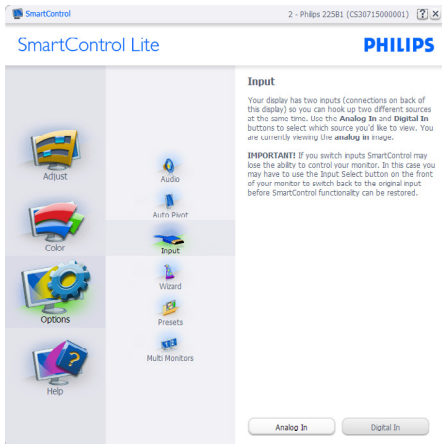 SmartControl
2 - Philips 225B1 (CS30715000001)
? X
SmartControl Lite
PHILIPS
Adjust
Color
Options
Help
Audio
Auto Pivot
Input
Wizard
Presets
Multi Monitors
Input
Your display has two inputs (connections on back of
this display) so you can hook up two different sources
at the same time. Use the Analog In and Digital In
buttons to select which source you'd like to view. You
are currently viewing the analog in image.
IMPORTANT! If you switch inputs SmartControl may
lose the ability to control your monitor. In this case you
may have to use the Input Select button on the front
of your monitor to switch back to the original input
before SmartControl functionality can be restored.
Analog In
Digital In